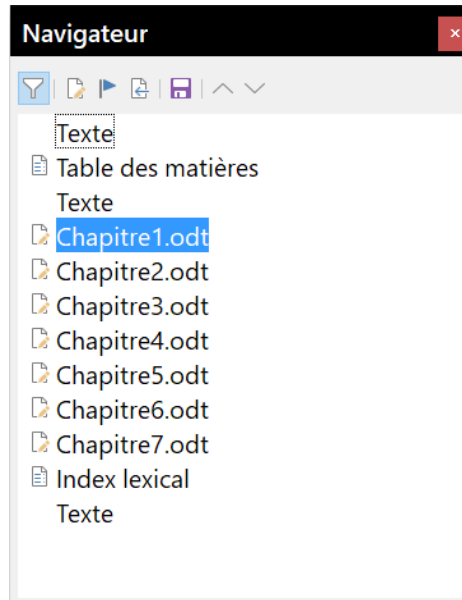 Navigateur
Texte
Table des matières
Texte
Chapitre1.odt
Chapitre2.odt
Chapitre3.odt
Chapitre4.odt
Chapitre5.odt
Chapitre6.odt
Chapitre7.odt
Index lexical
Texte